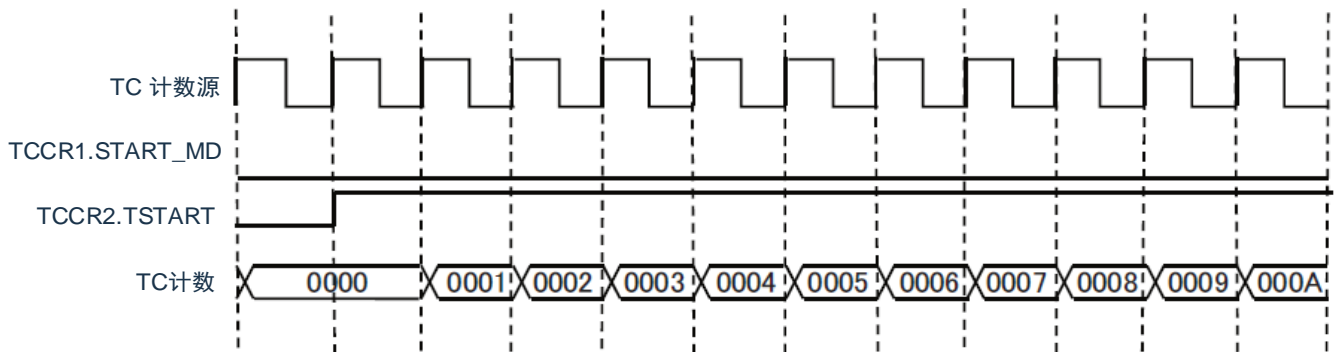 TC 计数源
TCCR1.START_MD
TCCR2.TSTART
TC计数 0000 0001 0002 0003 0004 0005 0006 0007 0008 0009 000A